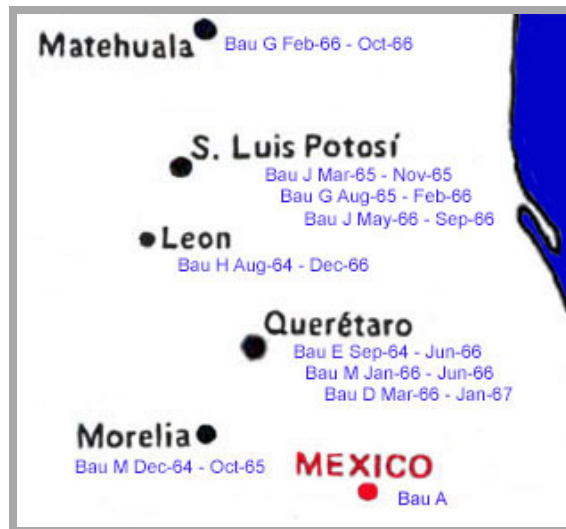 Matehuala
Bau G Feb-66 - Oct-66
S. Luis Potosí
Bau J Mar-65 - Nov-65
Bau G Aug-65 - Feb-66
Bau J May-66 - Sep-66
Leon
Bau H Aug-64 - Dec-66
Querétaro
Bau E Sep-64 - Jun-66
Bau M Jan-66 - Jun-66
Bau D Mar-66 - Jan-67
Morelia
Bau M Dec-64 - Oct-65
MEXICO
Bau A